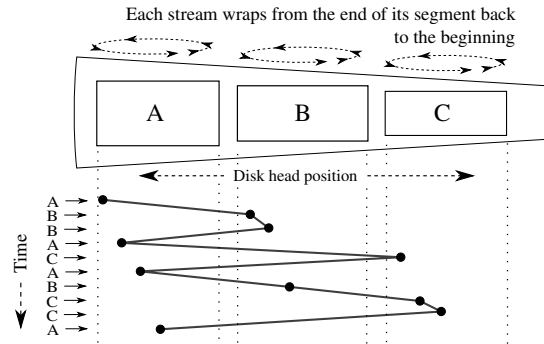 Each stream wraps from the end of its segment back
to the beginning
A
B
C
Disk head position
Time
A
B
B
A
C
A
B
C
C
A